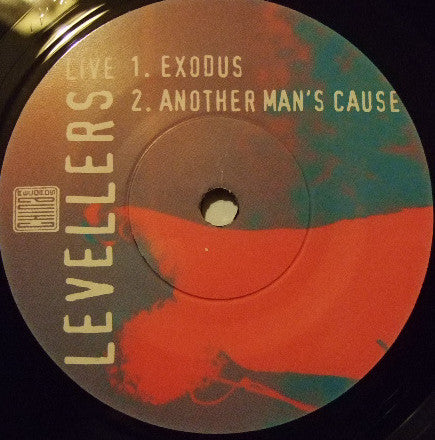 LIVE 1. EXODUS
2. ANOTHER MAN'S CAUSE
LEVELLERS